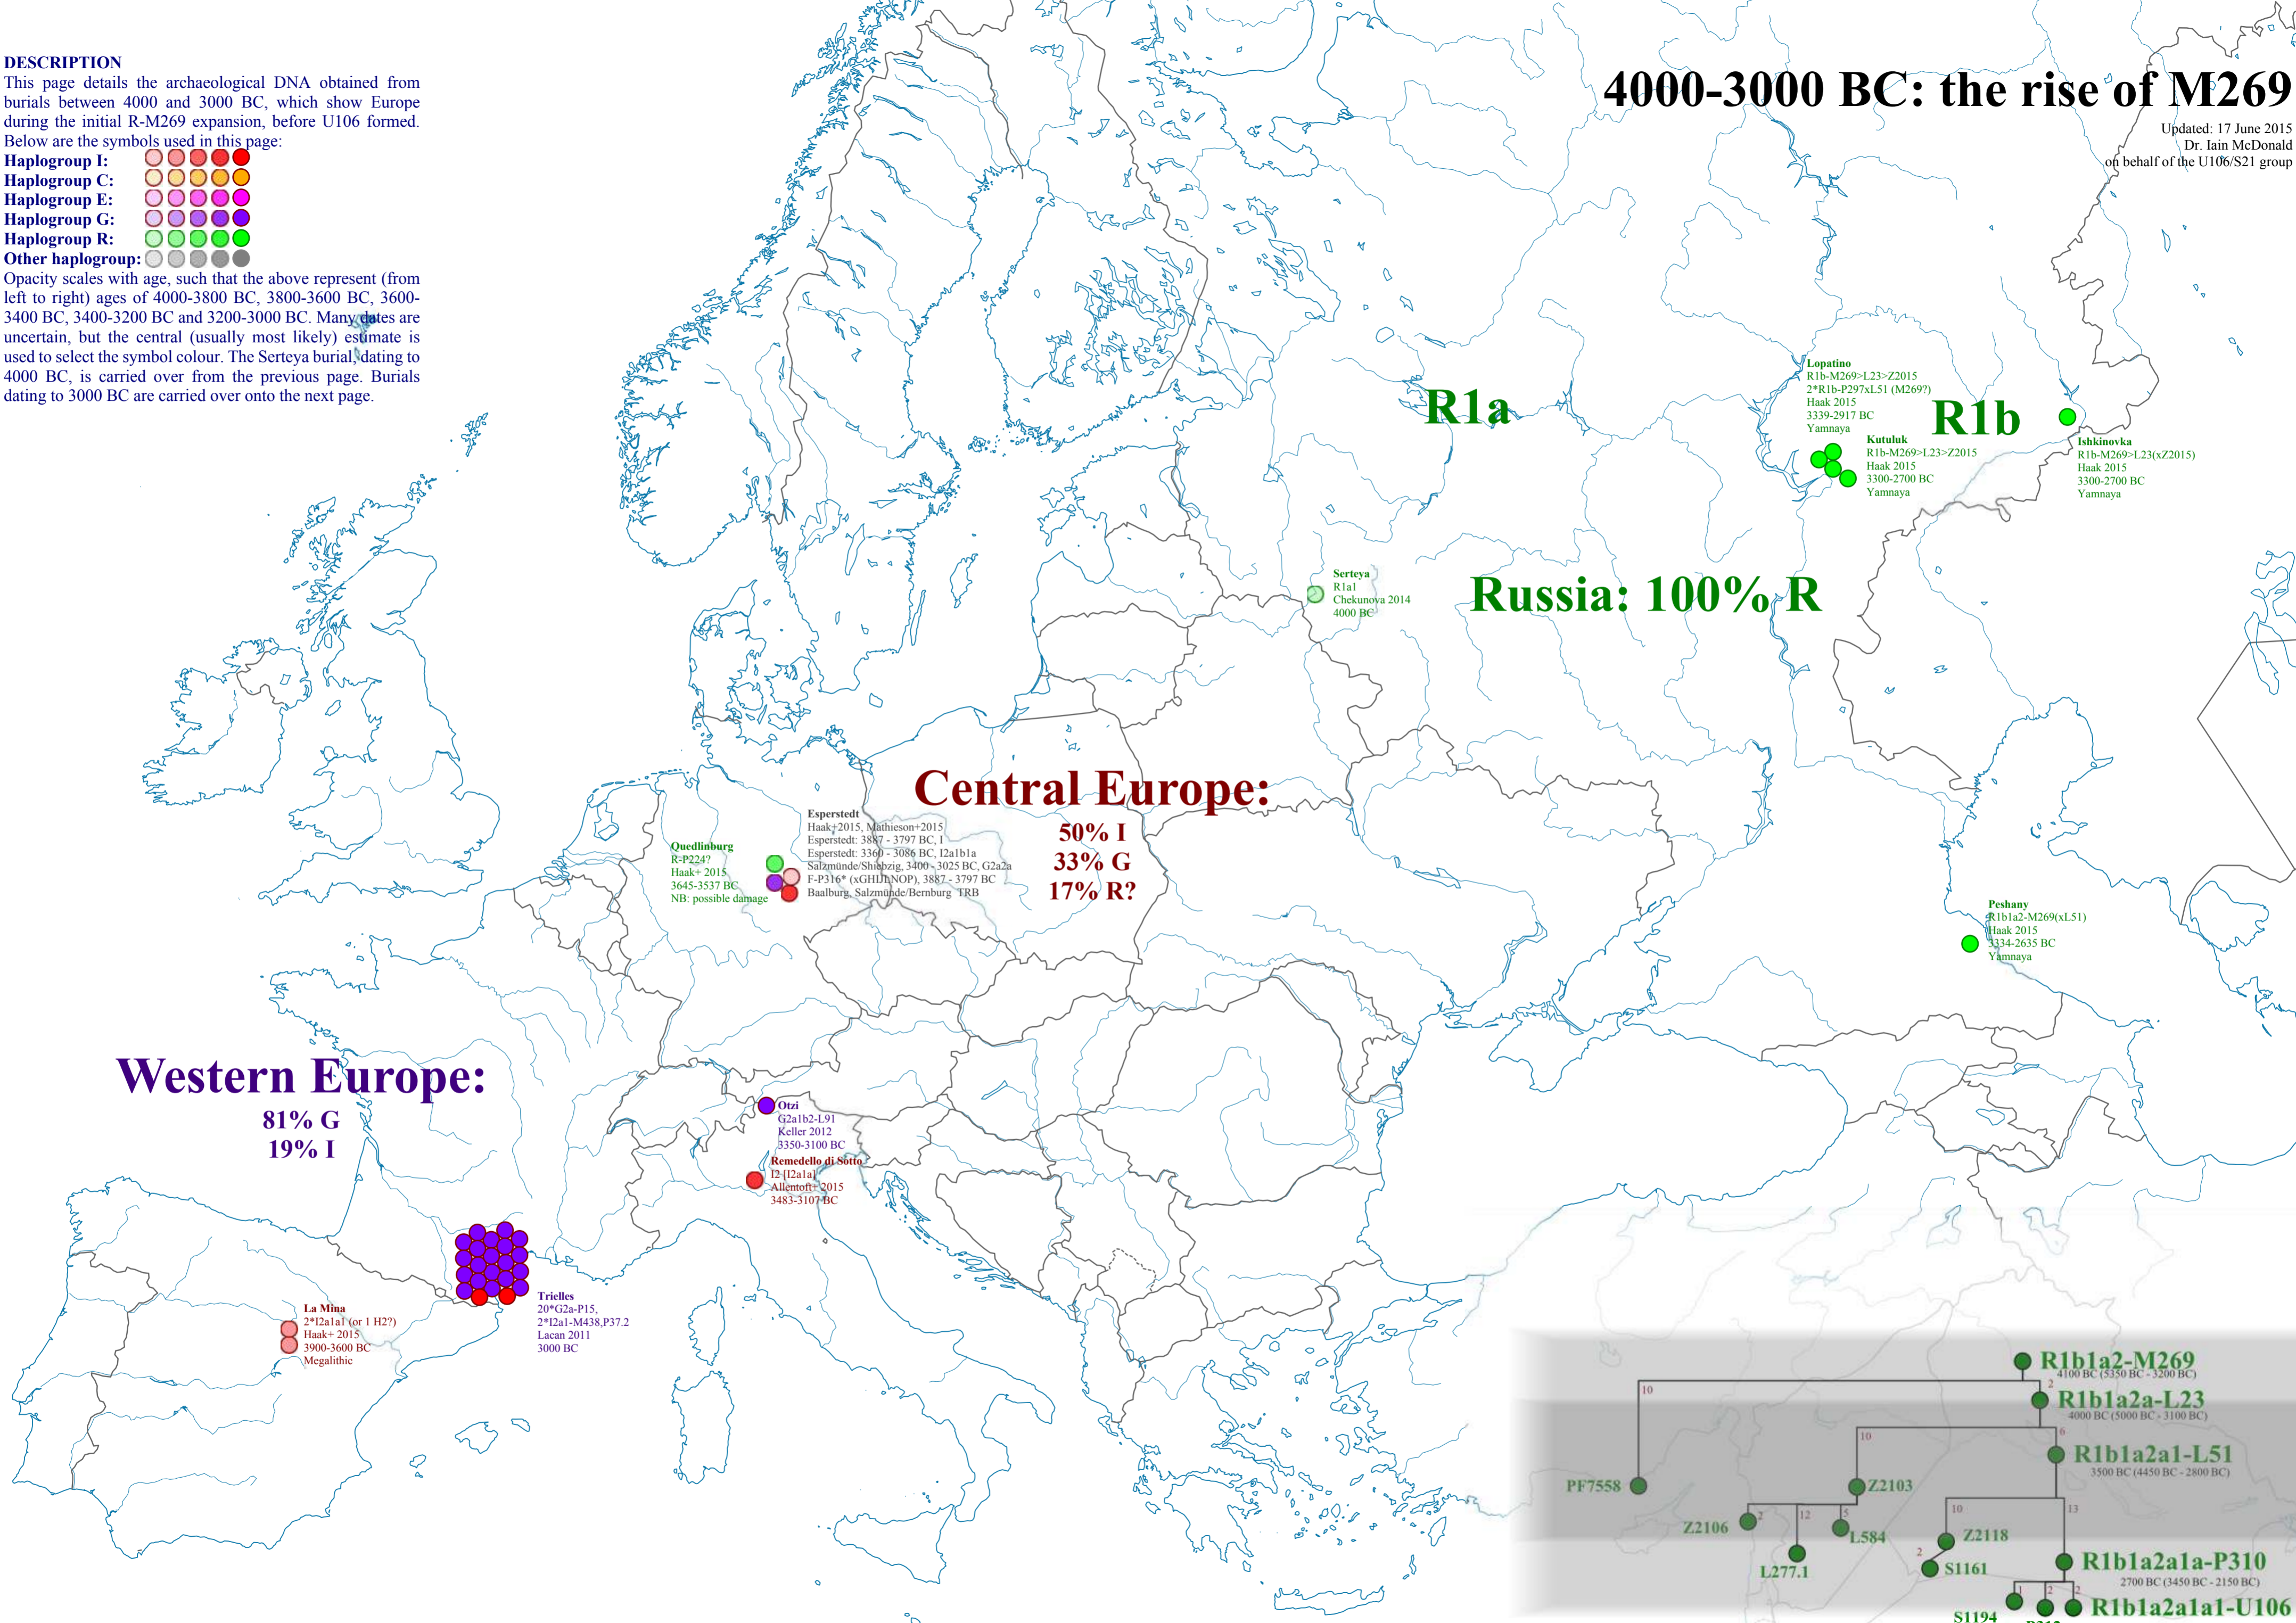 DESCRIPTION
This page details the archaeological DNA obtained from
burials between 4000 and 3000 BC, which show Europe
during the initial R-M269 expansion, before U106 formed.
Below are the symbols used in this page:
Haplogroup I:
Haplogroup C:
Haplogroup E:
Haplogroup G:
Haplogroup R:
Other haplogroup:
Opacity scales with age, such that the above represent (from
left to right) ages of 4000-3800 BC, 3800-3600 BC, 3600-
3400 BC, 3400-3200 BC and 3200-3000 BC. Many dates are
uncertain, but the central (usually most likely) estimate is
used to select the symbol colour. The Serteya burial, dating to
4000 BC, is carried over from the previous page. Burials
dating to 3000 BC are carried over onto the next page.
4000-3000 BC: the rise of M269
Updated: 17 June 2015
Dr. Iain McDonald
on behalf of the U106/S21 group
R1a
R1b
Lopatino
R1b-M269>L23>Z2015
2*R1b-P297xL51 (M269?)
Haak 2015
3339-2917 BC
Yamnaya
Kutuluk
R1b-M269>L23>Z2015
Haak 2015
3300-2700 BC
Yamnaya
Ishkinovka
R1b-M269>L23(xZ2015)
Haak 2015
3300-2700 BC
Yamnaya
Serteya
R1a1
Chekunova 2014
4000 BC
Russia: 100% R
Central Europe:
50% I
33% G
17% R?
Quedlinburg
R-P224?
Haak+ 2015
3645-3537 BC
NB: possible damage
Esperstedt
Haak+2015, Mathieson+2015
Esperstedt: 3887 - 3797 BC, I
Esperstedt: 3360 - 3086 BC, I2a1b1a
Salzmünde/Shiebzig, 3400 - 3025 BC, G2a2a
F-P316* (xGHIJLNOP), 3887 - 3797 BC
Baalburg, Salzmünde/Bernburg TRB
Peshany
R1b1a2-M269(xL51)
Haak 2015
3334-2635 BC
Yamnaya
Western Europe:
81% G
19% I
Otzi
G2a1b2-L91
Keller 2012
3350-3100 BC
Remedello di Sotto
I2 [I2a1a]
Allentoft+ 2015
3483-3107 BC
La Mina
2*I2a1a1 (or 1 H2?)
Haak+ 2015
3900-3600 BC
Megalithic
Trielles
20*G2a-P15,
2*I2a1-M438,P37.2
Lacan 2011
3000 BC
R1b1a2-M269
4100 BC (5350 BC - 3200 BC)
10
2
R1b1a2a-L23
4000 BC (5000 BC - 3100 BC)
10
6
R1b1a2a1-L51
3500 BC (4450 BC - 2800 BC)
PF7558
Z2103
2
12
5
10
13
Z2106
L584
L277.1
Z2118
2
S1161
R1b1a2a1a-P310
2700 BC (3450 BC - 2150 BC)
1
2
2
S1194
R1b1a2a1a1-U106